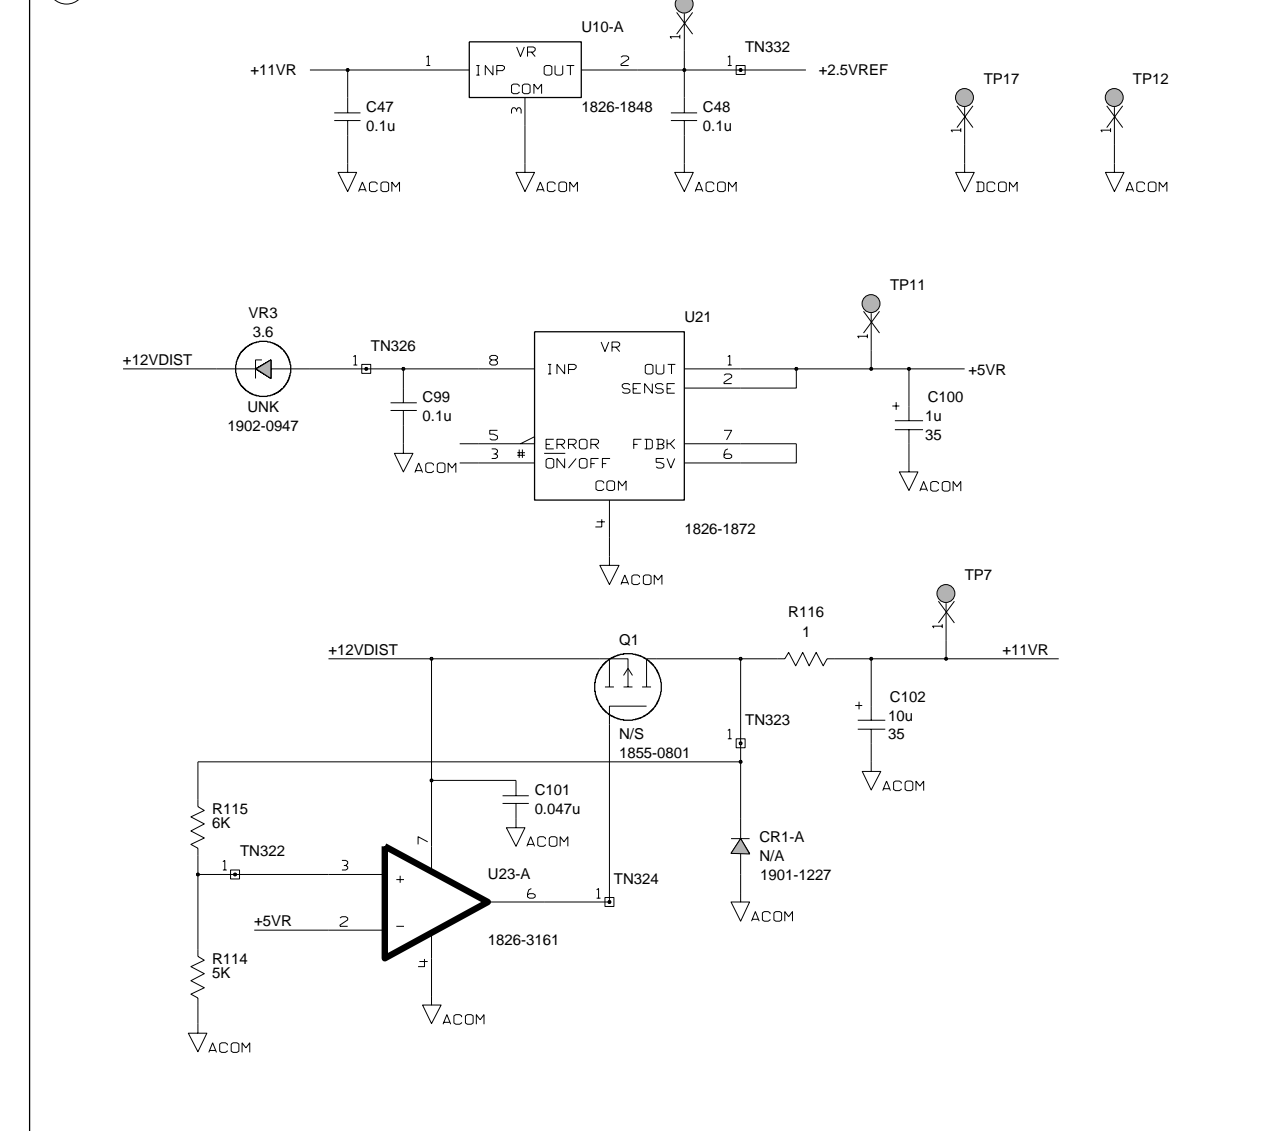 U10-A
+11VR
1
VR
INP
OUT
COM
2
1
1
TN332
+2.5VREF
C47
0.1u
3
1826-1848
C48
0.1u
ACOM
ACOM
ACOM
TP17
1
DCOM
TP12
1
ACOM
VR3
3.6
+12VDIST
UNK
1902-0947
1
TN326
C99
0.1u
ACOM
U21
VR
8
INP
OUT
1
SENSE
2
5
ERROR
FDBK
7
3
#
ON/OFF
5V
6
COM
4
1826-1872
ACOM
TP11
1
+5VR
+
C100
1u
35
ACOM
TP7
1
R116
1
Q1
+12VDIST
+11VR
N/S
1855-0801
1
TN323
+
C102
10u
35
ACOM
C101
0.047u
ACOM
R115
6K
7
CR1-A
N/A
1901-1227
ACOM
1
TN322
3
+
U23-A
6
1
TN324
+5VR
2
−
1826-3161
R114
5K
4
ACOM
ACOM